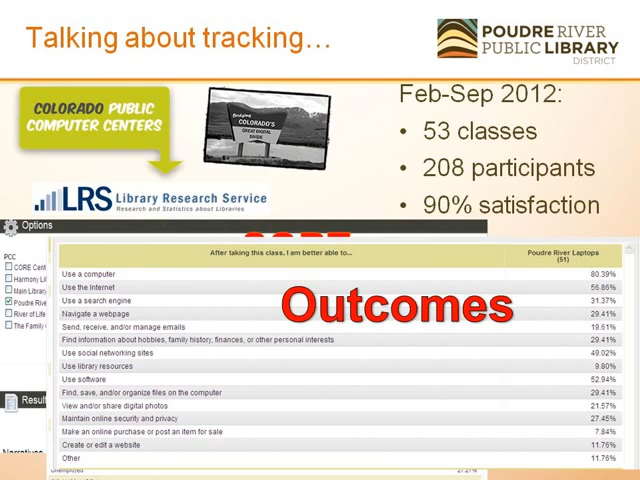 Talking about tracking…
POUDRE RIVER
PUBLIC LIBRARY
DISTRICT
COLORADO PUBLIC
COMPUTER CENTERS
Bridging
COLORADO'S
GREAT DIGITAL
DIVIDE
Feb-Sep 2012:
• 53 classes
• 208 participants
• 90% satisfaction
LRS Library Research Service
Research and Statistics about Libraries
Options
CORE
PCC
CORE Cent
Harmony Lib
Main Library
Poudre Rive
River of Life
The Family C
Result
After taking this class, I am better able to... Poudre River Laptops
(51)
Use a computer 80.39%
Use the Internet 56.86%
Use a search engine 31.37%
Navigate a webpage 29.41%
Send, receive, and/or manage emails 19.61%
Find information about hobbies, family history, finances, or other personal interests 29.41%
Use social networking sites 49.02%
Use library resources 9.80%
Use software 52.94%
Find, save, and/or organize files on the computer 29.41%
View and/or share digital photos 21.57%
Maintain online security and privacy 27.45%
Make an online purchase or post an item for sale 7.84%
Create or edit a website 11.76%
Other 11.76%
Outcomes
Unemployed 27.27%